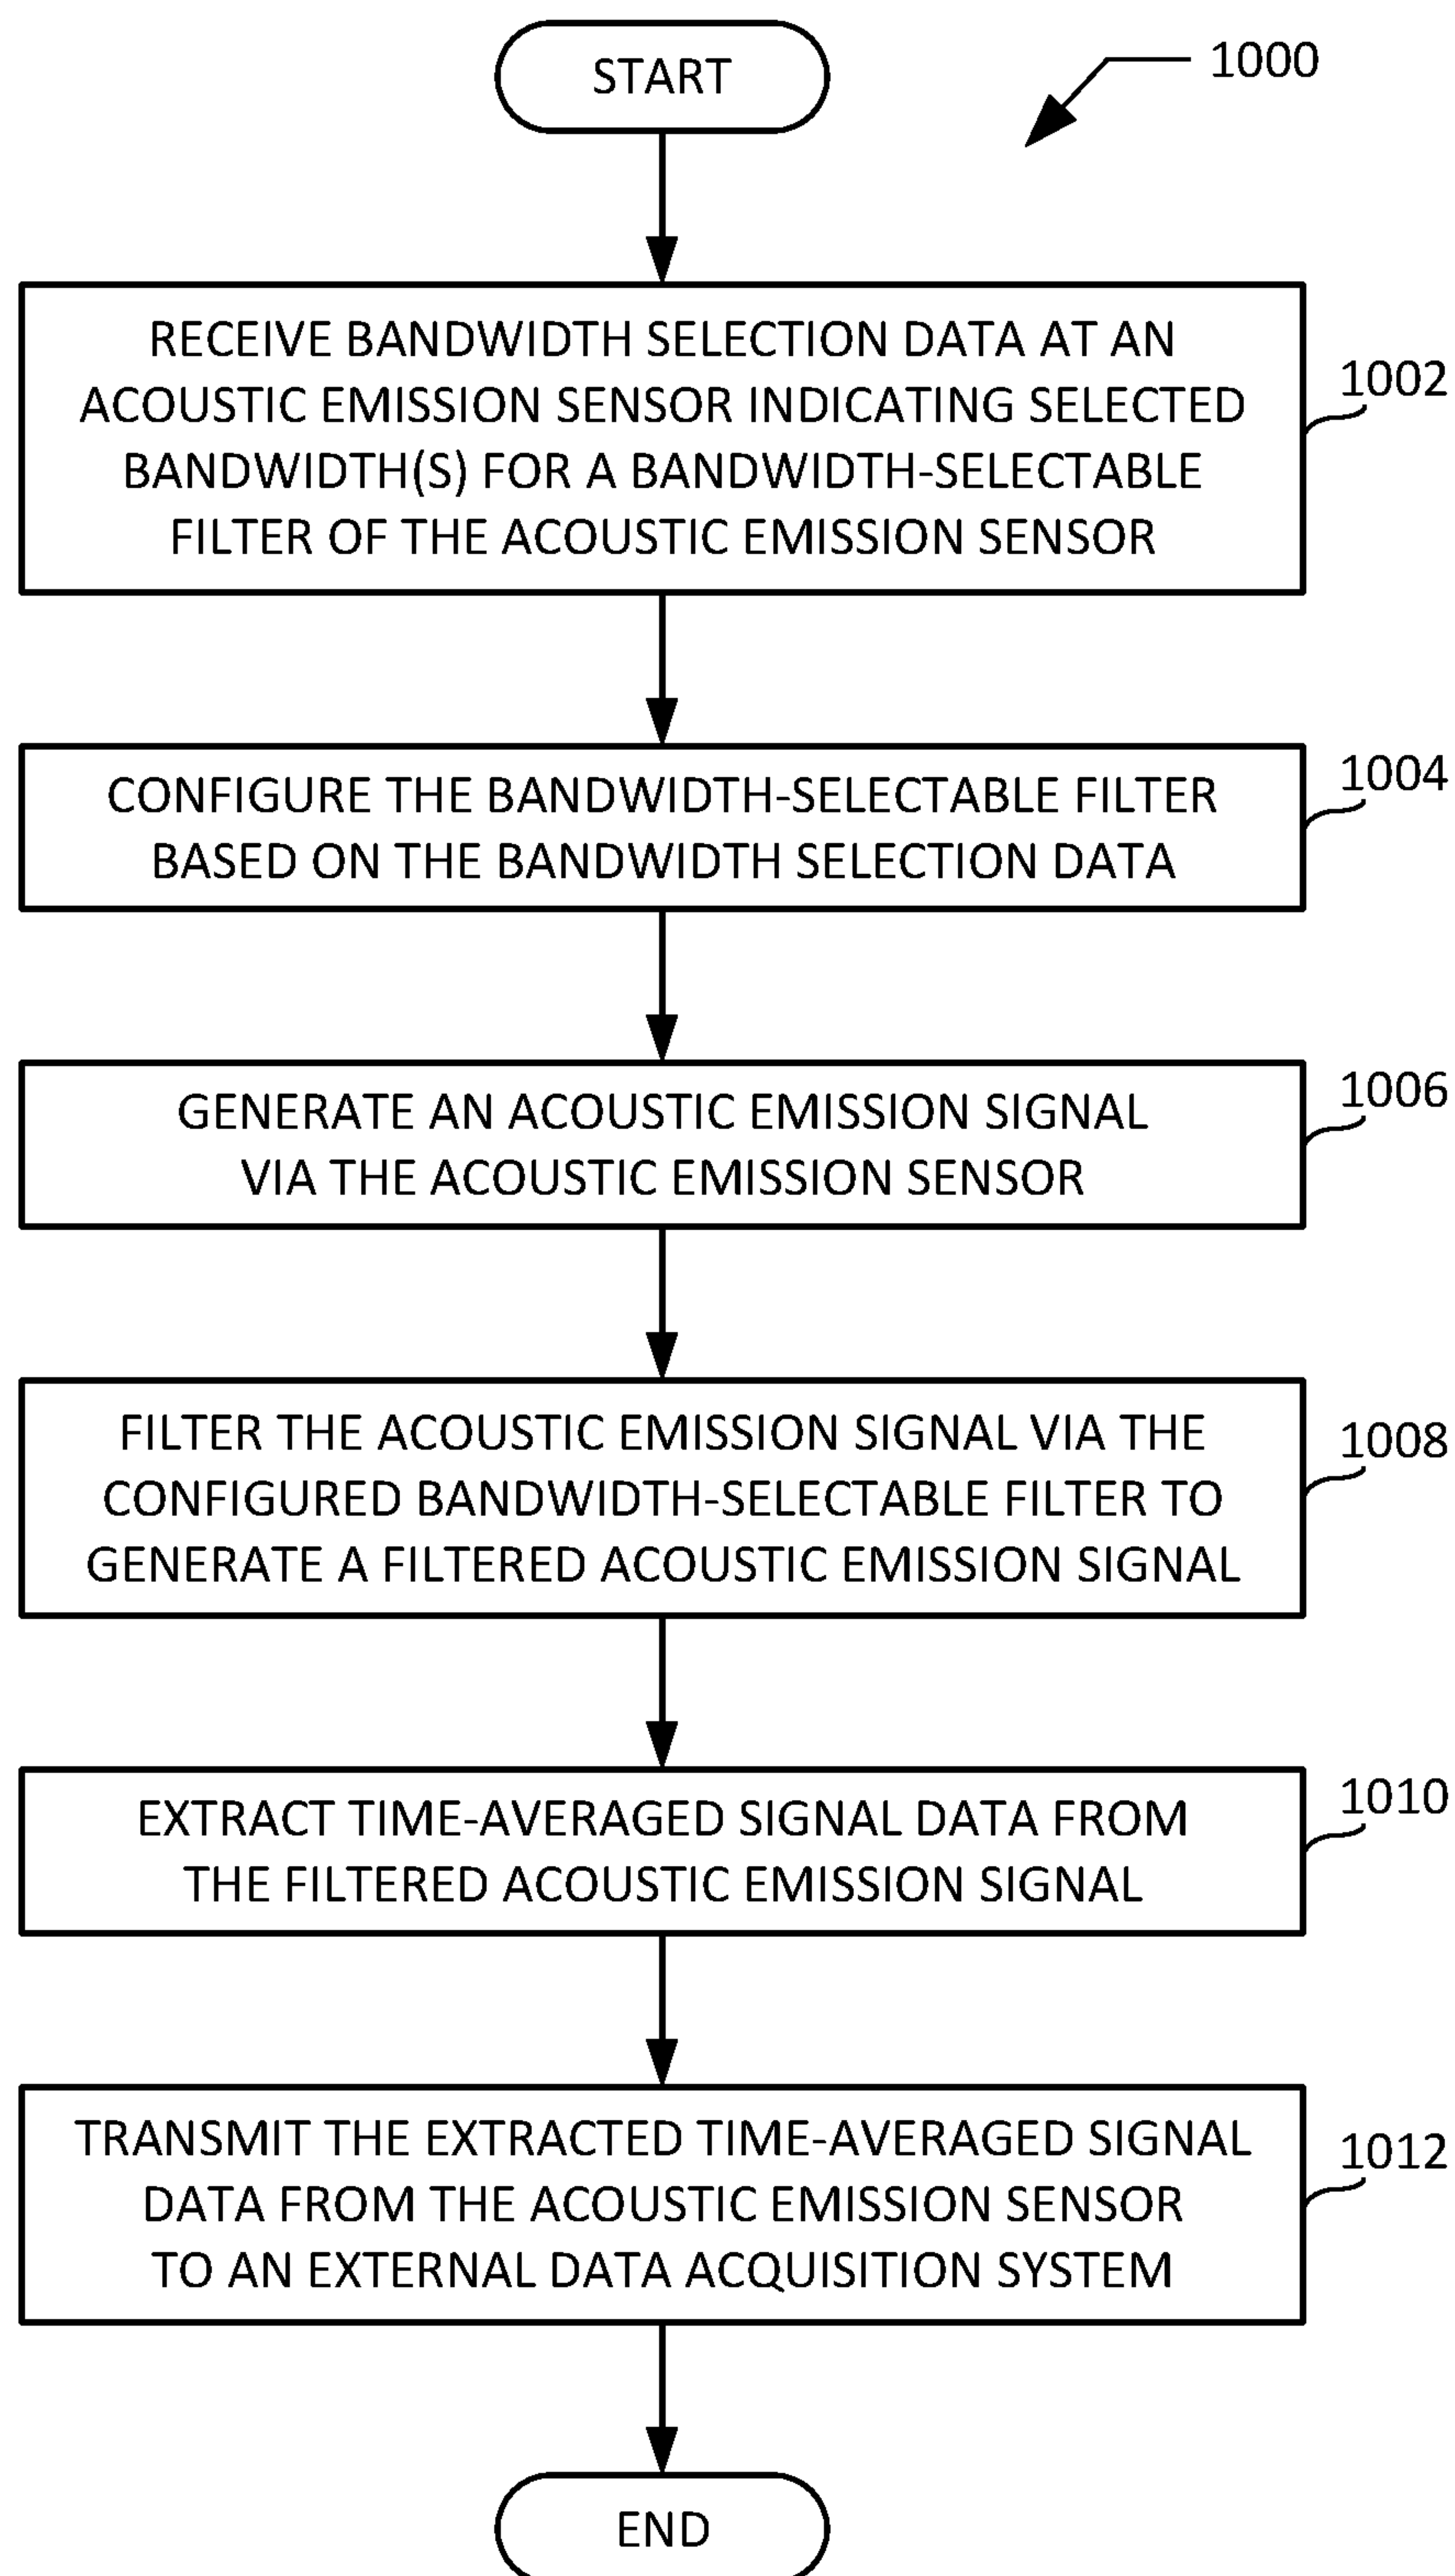 START
1000
RECEIVE BANDWIDTH SELECTION DATA AT AN
ACOUSTIC EMISSION SENSOR INDICATING SELECTED
BANDWIDTH(S) FOR A BANDWIDTH-SELECTABLE
FILTER OF THE ACOUSTIC EMISSION SENSOR
1002
CONFIGURE THE BANDWIDTH-SELECTABLE FILTER
BASED ON THE BANDWIDTH SELECTION DATA
1004
GENERATE AN ACOUSTIC EMISSION SIGNAL
VIA THE ACOUSTIC EMISSION SENSOR
1006
FILTER THE ACOUSTIC EMISSION SIGNAL VIA THE
CONFIGURED BANDWIDTH-SELECTABLE FILTER TO
GENERATE A FILTERED ACOUSTIC EMISSION SIGNAL
1008
EXTRACT TIME-AVERAGED SIGNAL DATA FROM
THE FILTERED ACOUSTIC EMISSION SIGNAL
1010
TRANSMIT THE EXTRACTED TIME-AVERAGED SIGNAL
DATA FROM THE ACOUSTIC EMISSION SENSOR
TO AN EXTERNAL DATA ACQUISITION SYSTEM
1012
END